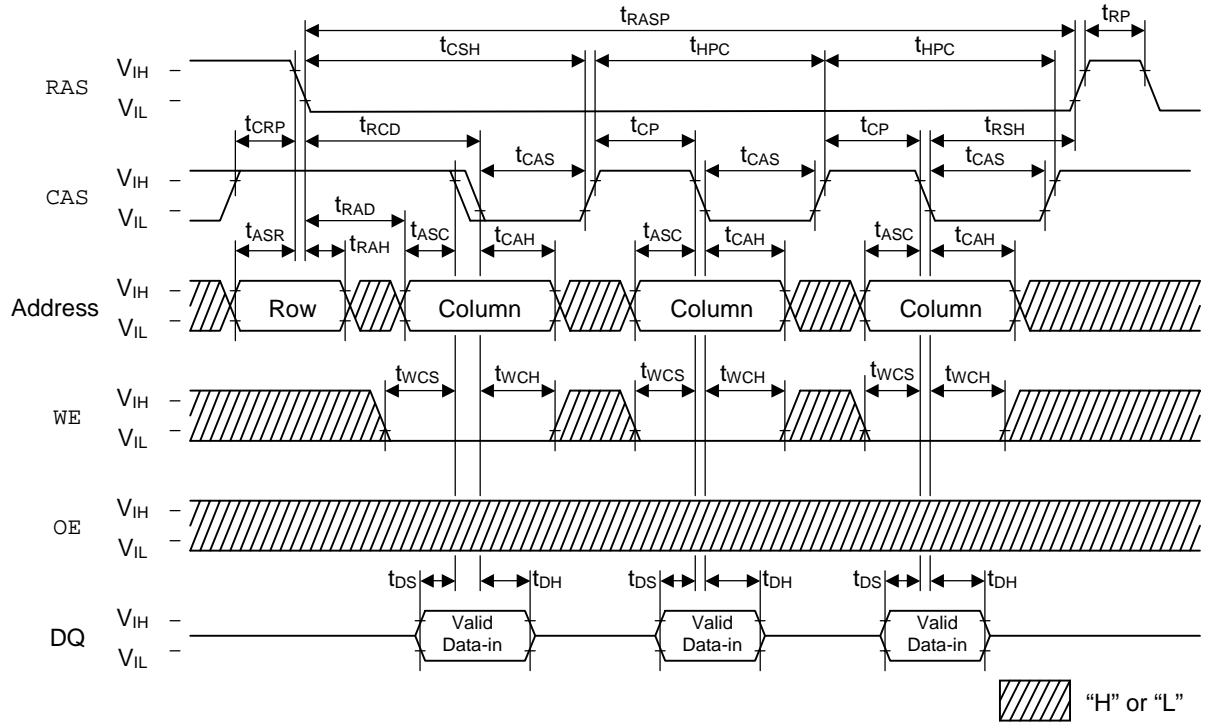 tRASP
tRP
tCSH
tHPC
tHPC
RAS
VIH
VIL
tCRP
tRCD
tCP
tCP
tRSH
tCAS
tCAS
tCAS
CAS
VIH
VIL
tRAD
tASR
tRAH
tASC
tCAH
tASC
tCAH
tASC
tCAH
Address
VIH
VIL
Row
Column
Column
Column
tWCS
tWCH
tWCS
tWCH
tWCS
tWCH
WE
VIH
VIL
OE
VIH
VIL
tDS
tDH
tDS
tDH
tDS
tDH
DQ
VIH
VIL
Valid
Data-in
Valid
Data-in
Valid
Data-in
“H” or “L”